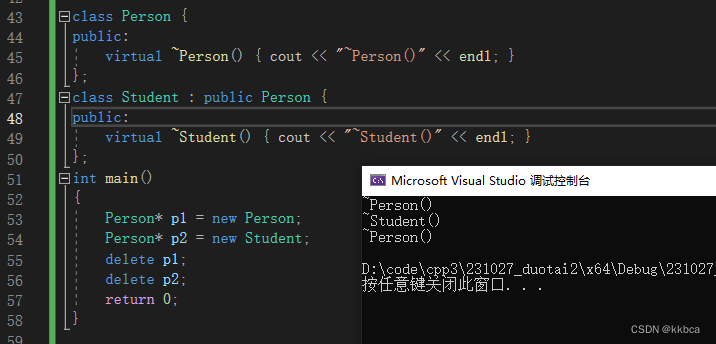 43 class Person {
44 public:
45 virtual ~Person() { cout << "~Person()" << endl; }
46 };
47 class Student : public Person {
48 public:
49 virtual ~Student() { cout << "~Student()" << endl; }
50 };
51 int main()
52 {
53 Person* p1 = new Person;
54 Person* p2 = new Student;
55 delete p1;
56 delete p2;
57 return 0;
58 }
C:\ Microsoft Visual Studio 调试控制台
~Person()
~Student()
~Person()
D:\code\cpp3\231027_duotai2\x64\Debug\231027_
按任意键关闭此窗口. . .
CSDN @kkbca